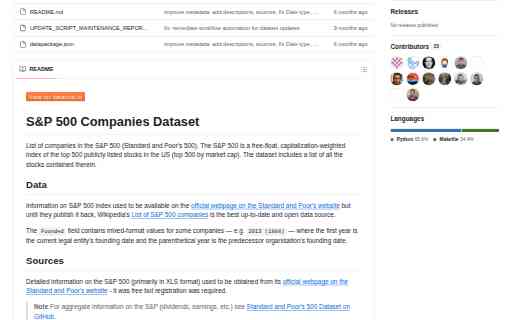 README.md
improve metadata: add descriptions, sources, fix Date type, ...
6 months ago
UPDATE_SCRIPT_MAINTENANCE_REPOR...
fix: remediate workflow automation for dataset updates
9 months ago
datapackage.json
improve metadata: add descriptions, sources, fix Date type, ...
6 months ago
README
S&P 500 Companies Dataset
List of companies in the S&P 500 (Standard and Poor's 500). The S&P 500 is a free-float, capitalization-weighted
index of the top 500 publicly listed stocks in the US (top 500 by market cap). The dataset includes a list of all the
stocks contained therein.
Data
Information on S&P 500 index used to be available on the official webpage on the Standard and Poor's website but
until they publish it back, Wikipedia's List of S&P 500 companies is the best up-to-date and open data source.
The Founded field contains mixed-format values for some companies — e.g. 2013 (1984) — where the first year is
the current legal entity's founding date and the parenthetical year is the predecessor organisation's founding date.
Sources
Detailed information on the S&P 500 (primarily in XLS format) used to be obtained from its official webpage on the
Standard and Poor's website - it was free but registration was required.
Note For aggregate information on the S&P (dividends, earnings, etc.) see Standard and Poor's 500 Dataset on
GitHub.
Releases
No releases published
Contributors
Languages
Python 65.6% Makefile 34.4%